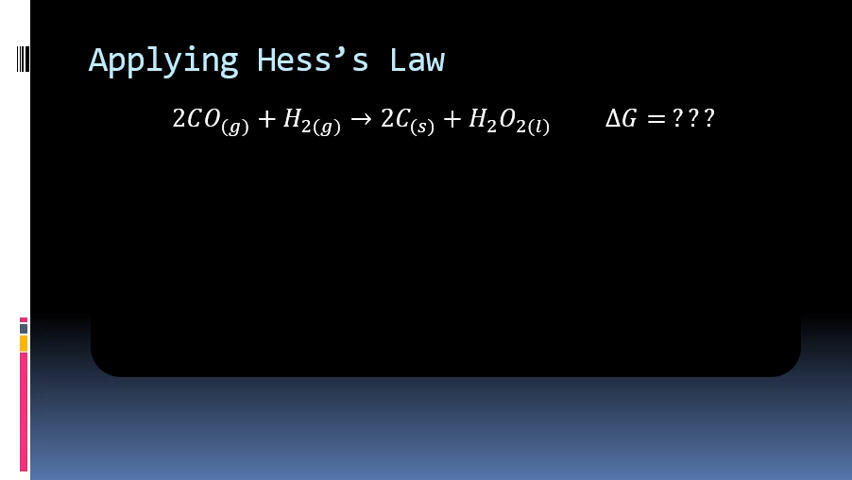 Applying Hess’s Law
2CO(g) + H2(g) → 2C(s) + H2O2(l) ΔG = ???